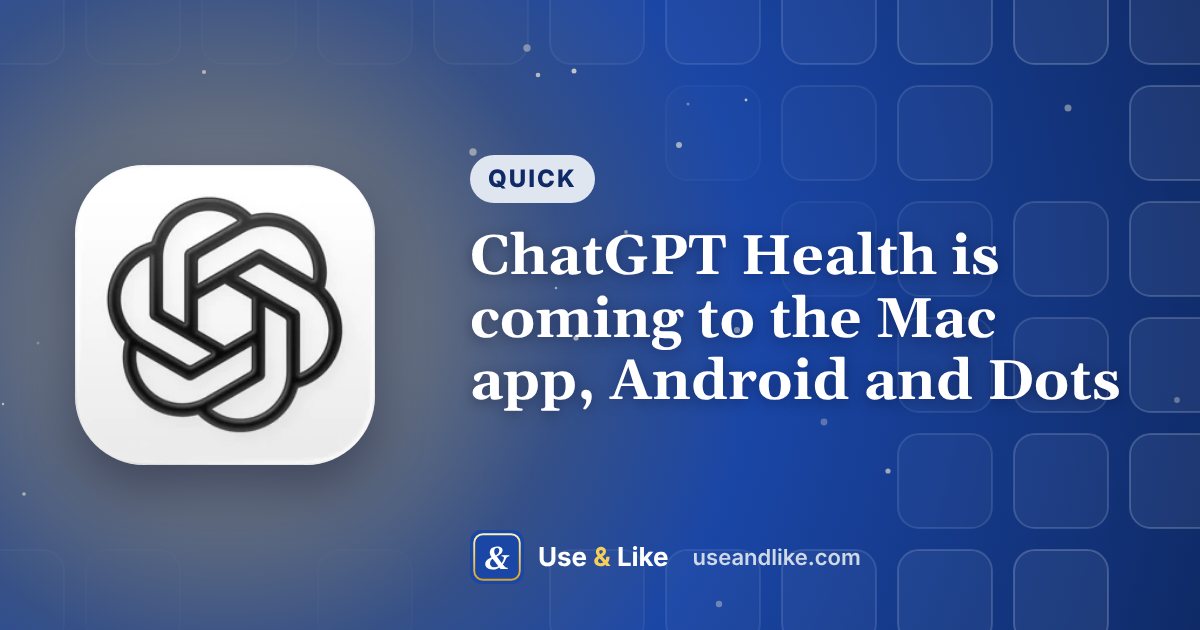 QUICK
ChatGPT Health is
coming to the Mac
app, Android and Dots
& Use & Like useandlike.com